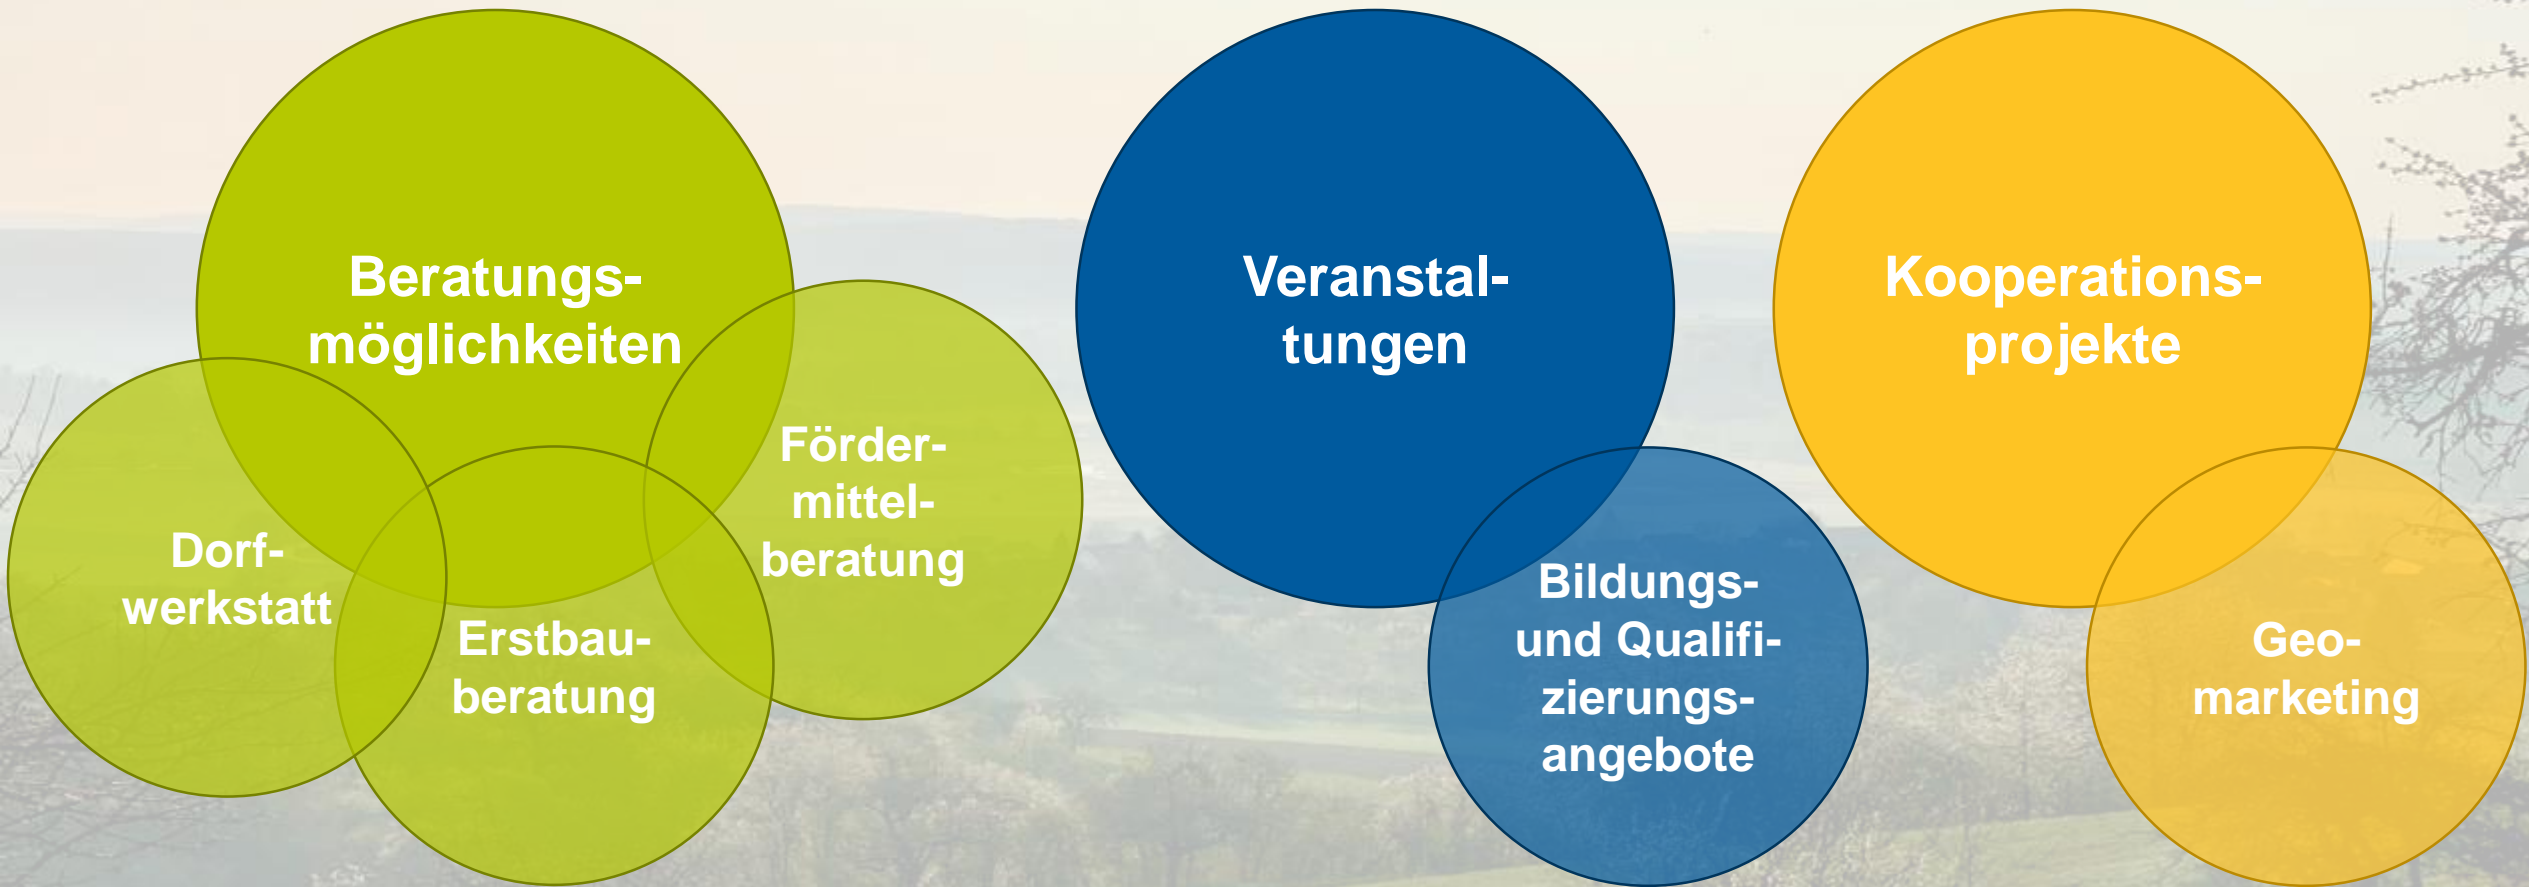 Beratungs-
möglichkeiten
Dorf-
werkstatt
Erstbau-
beratung
Förder-
mittel-
beratung
Veranstal-
tungen
Bildungs-
und Qualifi-
zierungs-
angebote
Kooperations-
projekte
Geo-
marketing